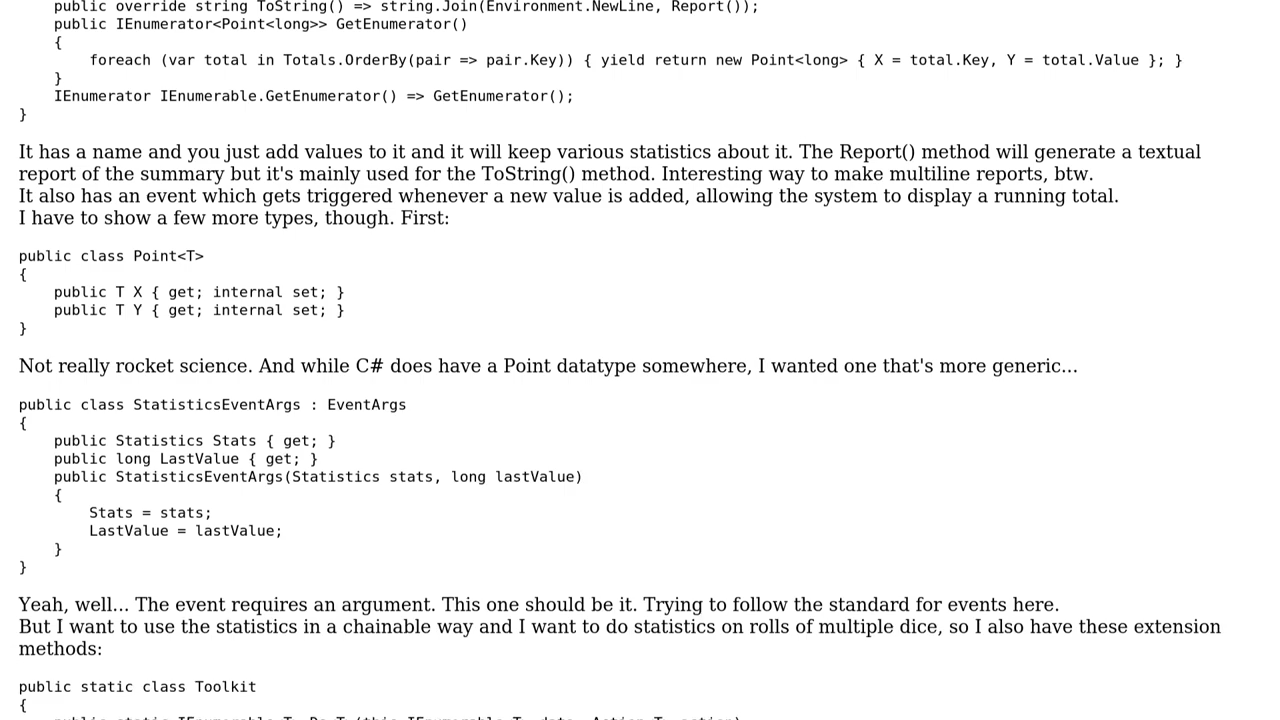 public override string ToString() => string.Join(Environment.NewLine, Report());
public IEnumerator<Point<long>> GetEnumerator()
{
foreach (var total in Totals.OrderBy(pair => pair.Key)) { yield return new Point<long> { X = total.Key, Y = total.Value }; }
}
IEnumerator IEnumerable.GetEnumerator() => GetEnumerator();
}
It has a name and you just add values to it and it will keep various statistics about it. The Report() method will generate a textual
report of the summary but it's mainly used for the ToString() method. Interesting way to make multiline reports, btw.
It also has an event which gets triggered whenever a new value is added, allowing the system to display a running total.
I have to show a few more types, though. First:
public class Point<T>
{
public T X { get; internal set; }
public T Y { get; internal set; }
}
Not really rocket science. And while C# does have a Point datatype somewhere, I wanted one that's more generic...
public class StatisticsEventArgs : EventArgs
{
public Statistics Stats { get; }
public long LastValue { get; }
public StatisticsEventArgs(Statistics stats, long lastValue)
{
Stats = stats;
LastValue = lastValue;
}
}
Yeah, well... The event requires an argument. This one should be it. Trying to follow the standard for events here.
But I want to use the statistics in a chainable way and I want to do statistics on rolls of multiple dice, so I also have these extension
methods:
public static class Toolkit
{